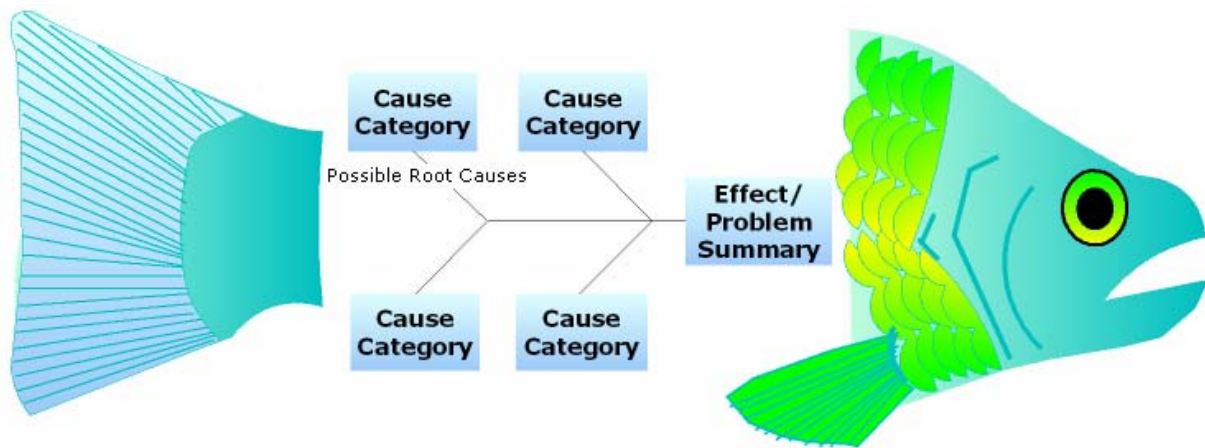 Cause
Category
Cause
Category
Possible Root Causes
Effect/
Problem
Summary
Cause
Category
Cause
Category